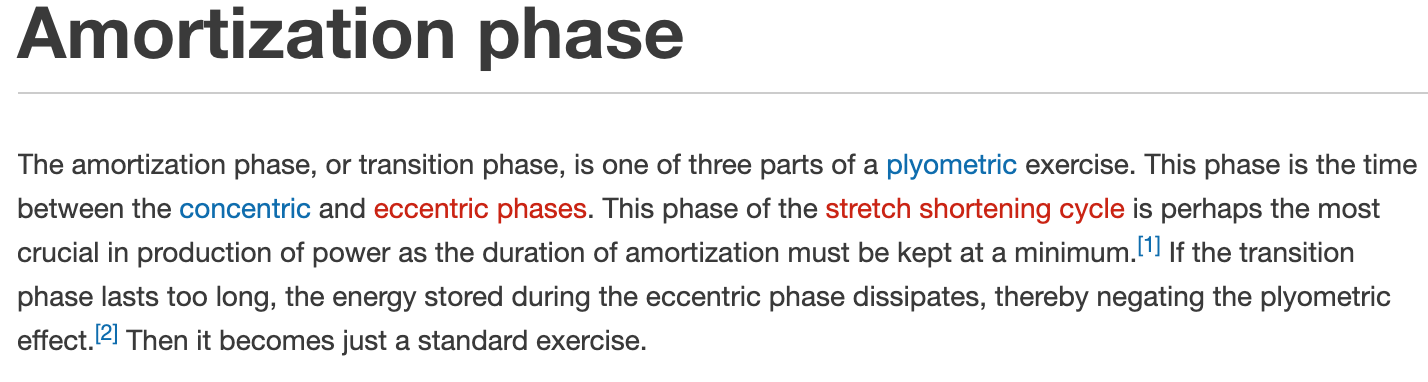 Amortization phase
The amortization phase, or transition phase, is one of three parts of a plyometric exercise. This phase is the time
between the concentric and eccentric phases. This phase of the stretch shortening cycle is perhaps the most
crucial in production of power as the duration of amortization must be kept at a minimum.[1] If the transition
phase lasts too long, the energy stored during the eccentric phase dissipates, thereby negating the plyometric
effect.[2] Then it becomes just a standard exercise.